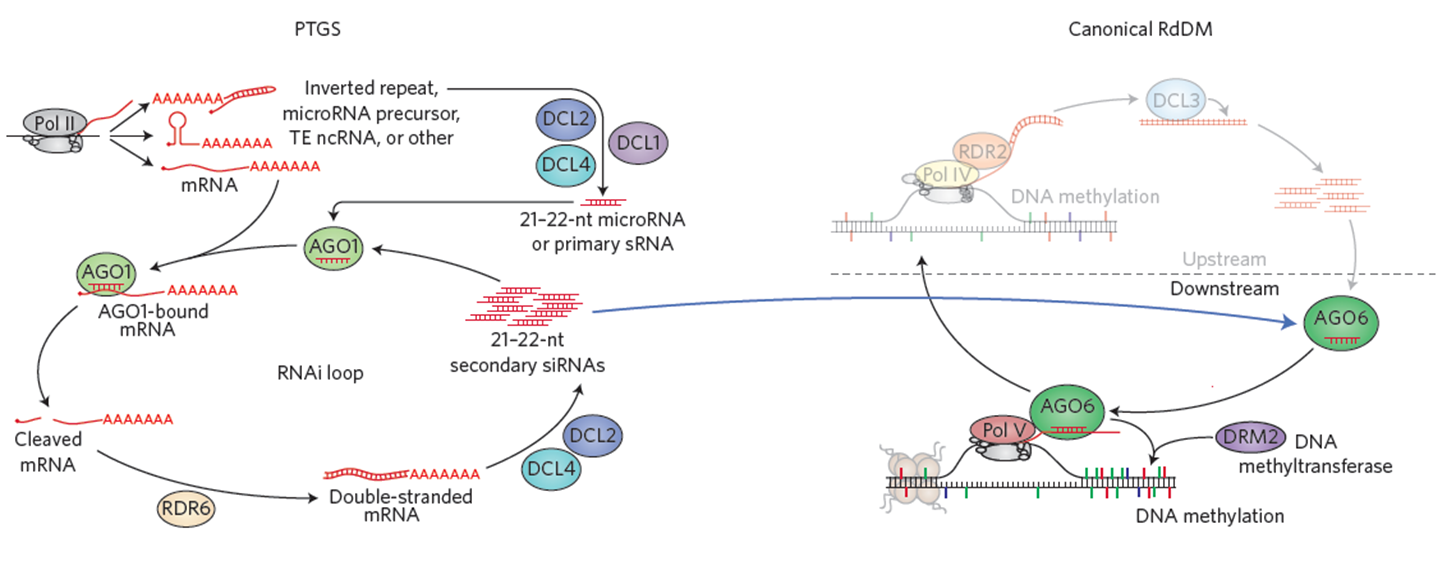 PTGS
Canonical RdDM
Pol II
AAAAAAA
AAAAAAA
mRNA
AAAAAAA
Inverted repeat,
microRNA precursor,
TE ncRNA, or other
DCL2
DCL1
DCL4
21–22-nt microRNA
or primary sRNA
AGO1
AGO1
AAAAAAA
AGO1-bound
mRNA
21–22-nt
secondary siRNAs
RNAi loop
AAAAAAA
Cleaved
mRNA
RDR6
AAAAAAA
Double-stranded
mRNA
DCL2
DCL4
DCL3
RDR2
Pol IV
DNA methylation
Upstream
Downstream
AGO6
AGO6
Pol V
DRM2
DNA
methyltransferase
DNA methylation